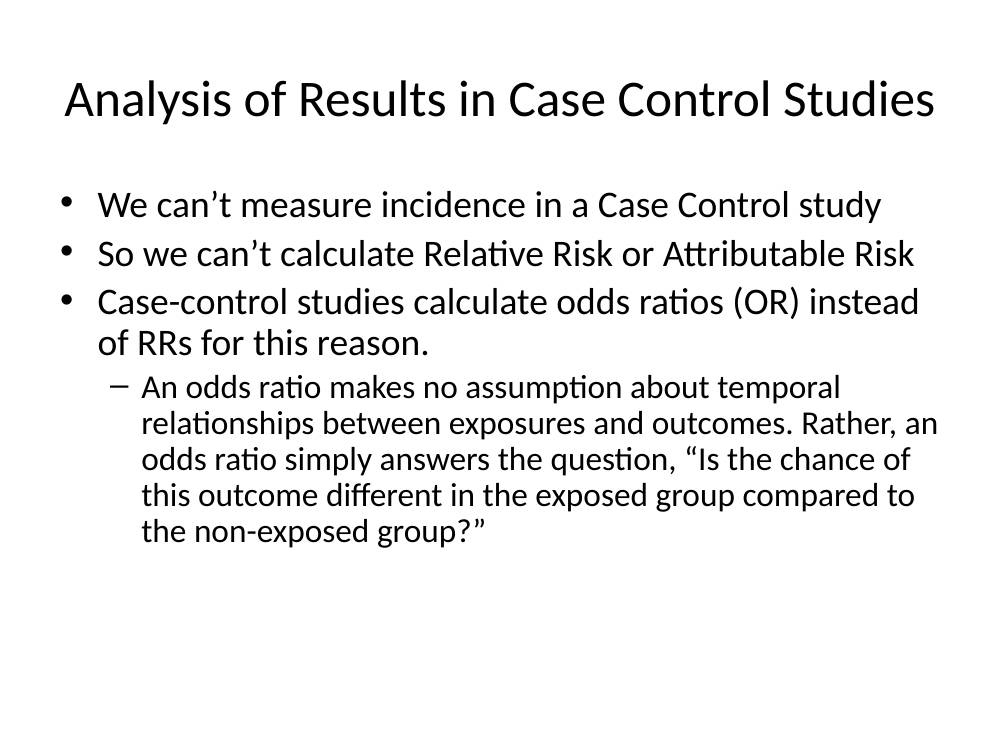 Analysis of Results in Case Control Studies
• We can’t measure incidence in a Case Control study
• So we can’t calculate Relative Risk or Attributable Risk
• Case-control studies calculate odds ratios (OR) instead
of RRs for this reason.
– An odds ratio makes no assumption about temporal
relationships between exposures and outcomes. Rather, an
odds ratio simply answers the question, “Is the chance of
this outcome different in the exposed group compared to
the non-exposed group?”